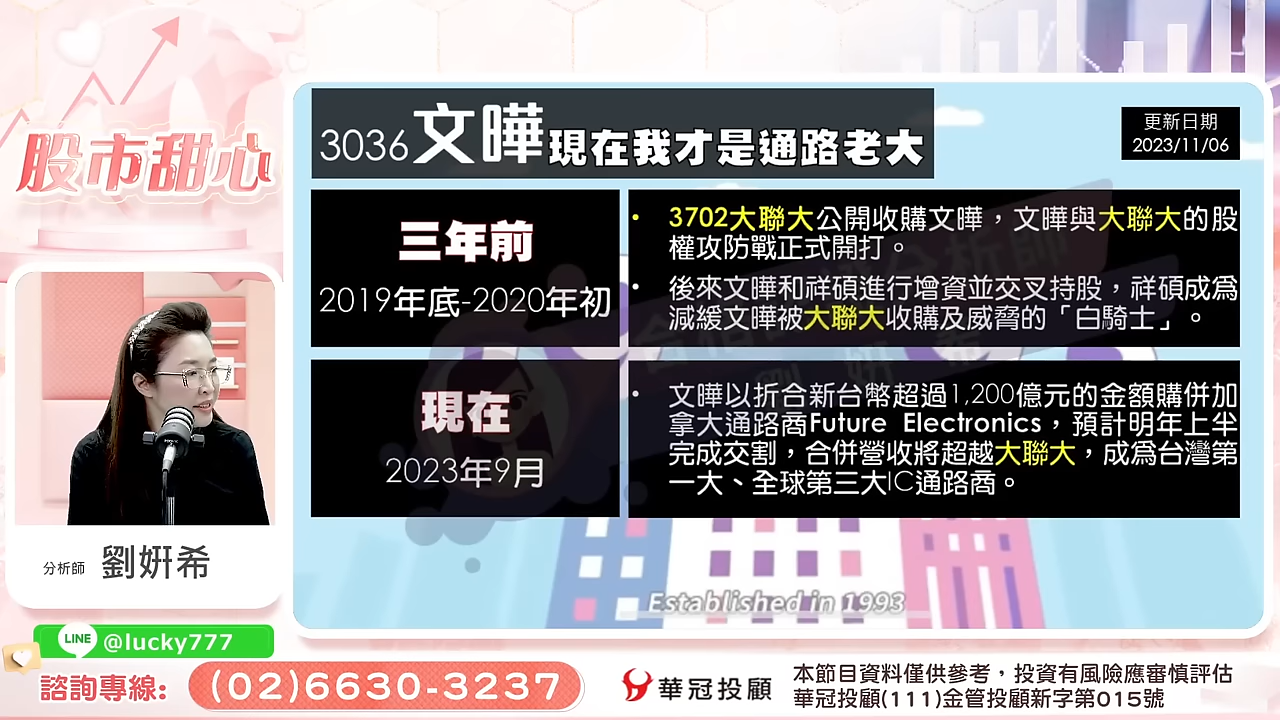 股市甜心
3036文曄現在我才是通路老大
更新日期
2023/11/06
三年前
2019年底-2020年初
• 3702大聯大公開收購文曄，文曄與大聯大的股
權攻防戰正式開打。
• 後來文曄和祥碩進行增資並交叉持股，祥碩成為
減緩文曄被大聯大收購及威脅的「白騎士」。
現在
2023年9月
• 文曄以折合新台幣超過1,200億元的金額購併加
拿大通路商Future Electronics，預計明年上半
完成交割，合併營收將超越大聯大，成為台灣第
一大、全球第三大IC通路商。
Established in 1993
分析師 劉妍希
LINE @lucky777
諮詢專線:
(02)6630-3237
華冠投顧
本節目資料僅供參考，投資有風險應審慎評估
華冠投顧(111)金管投顧新字第015號